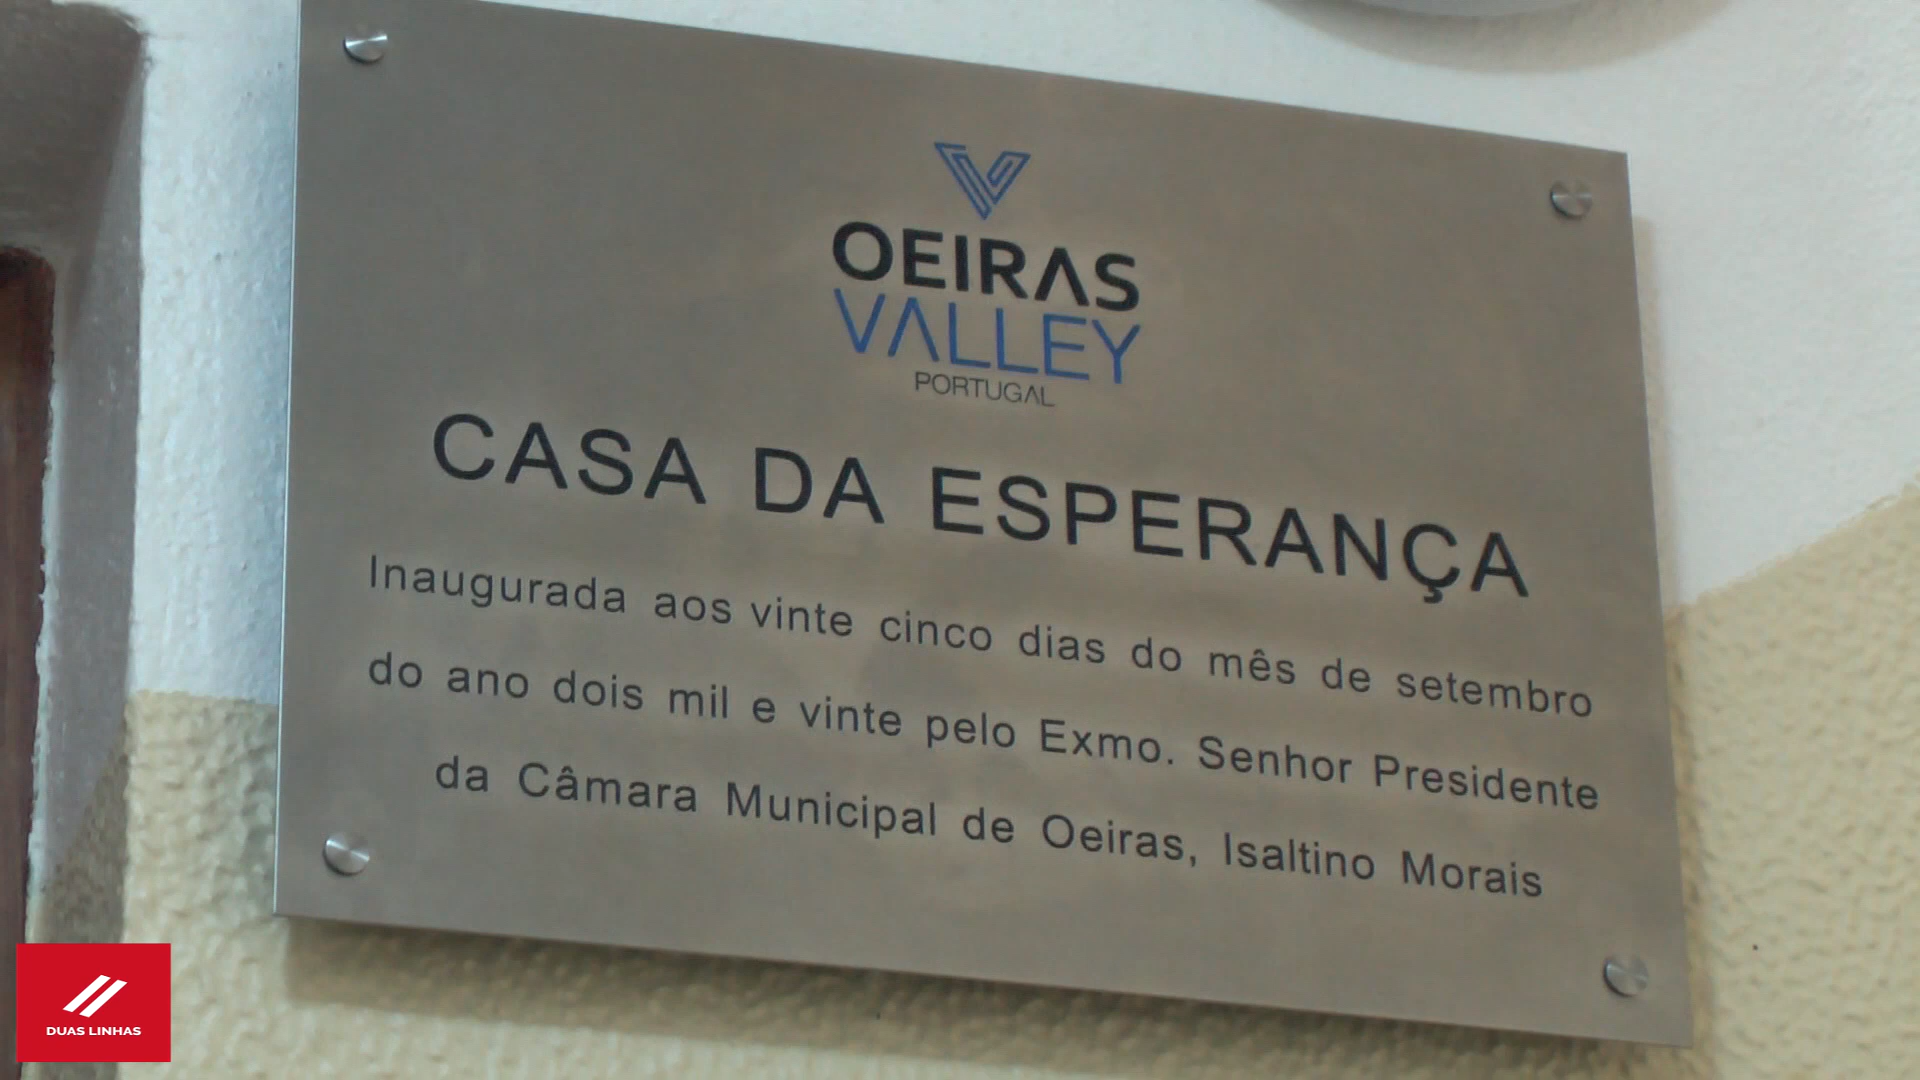 OEIRAS
VALLEY
PORTUGAL
CASA DA ESPERANÇA
Inaugurada aos vinte cinco dias do mês de setembro
do ano dois mil e vinte pelo Exmo. Senhor Presidente
da Câmara Municipal de Oeiras, Isaltino Morais
DUAS LINHAS